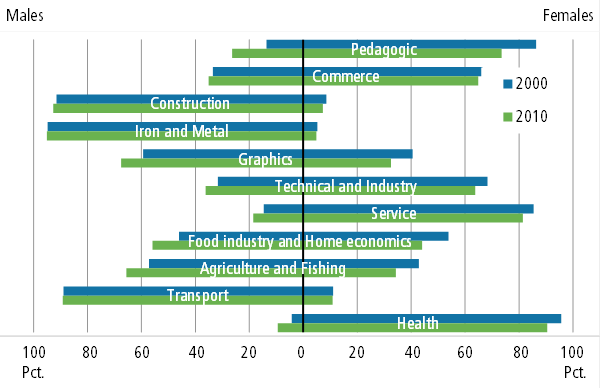 Males Females
Pedagogic
Commerce
2000
Construction
2010
Iron and Metal
Graphics
Technical and Industry
Service
Food industry and Home economics
Agriculture and Fishing
Transport
Health
100 80 60 40 20 0 20 40 60 80 100
Pct. Pct.